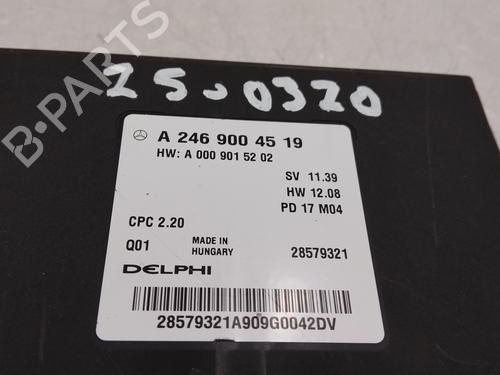 25-0320
A 246 900 45 19
HW: A 000 901 52 02
SV 11.39
HW 12.08
PD 17 M04
CPC 2.20
Q01 MADE IN HUNGARY 28579321
DELPHI
28579321A909G0042DV
B-PARTS